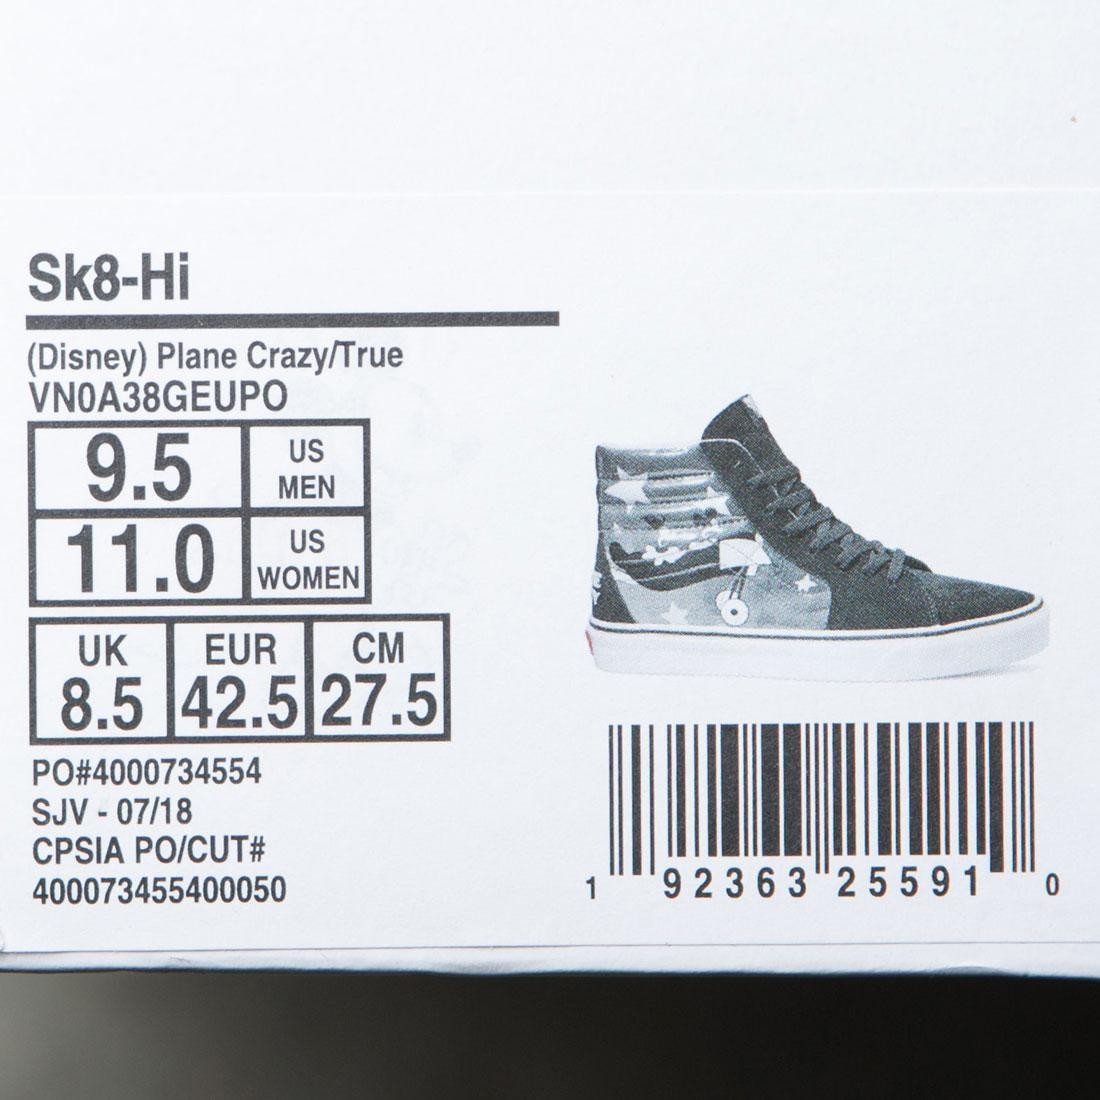 Sk8-Hi
(Disney) Plane Crazy/True
VN0A38GEUPO
9.5 US MEN
11.0 US WOMEN
UK EUR CM
8.5 42.5 27.5
PO#4000734554
SJV - 07/18
CPSIA PO/CUT#
400073455400050
1 92363 25591 0